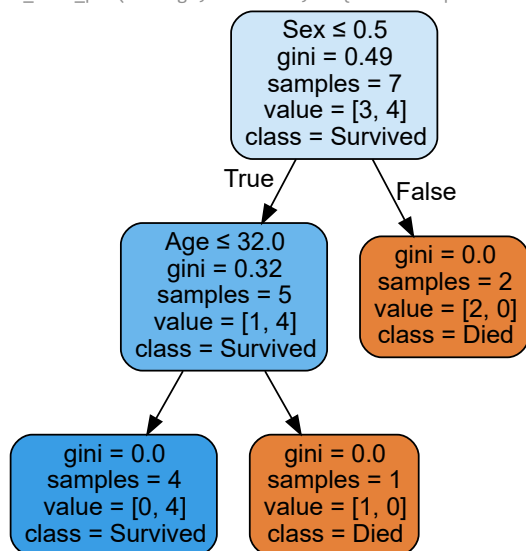 Sex ≤ 0.5
gini = 0.49
samples = 7
value = [3, 4]
class = Survived
True
False
Age ≤ 32.0
gini = 0.32
samples = 5
value = [1, 4]
class = Survived
gini = 0.0
samples = 2
value = [2, 0]
class = Died
gini = 0.0
samples = 4
value = [0, 4]
class = Survived
gini = 0.0
samples = 1
value = [1, 0]
class = Died